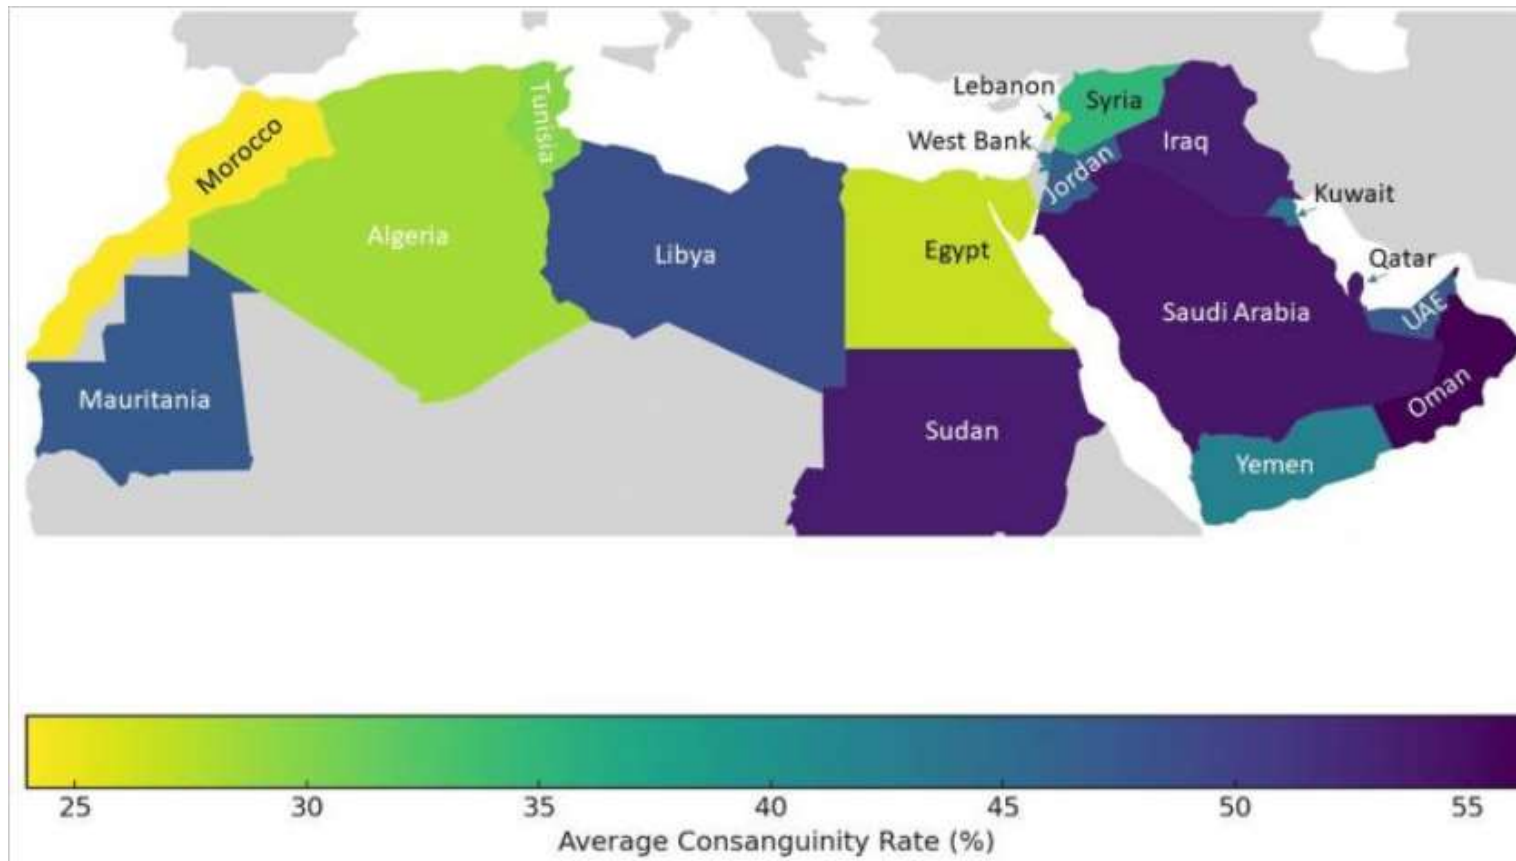 Lebanon
Syria
Tunisia
West Bank
Iraq
Morocco
Jordan
Kuwait
Algeria
Libya
Egypt
Qatar
Saudi Arabia
UAE
Mauritania
Oman
Sudan
Yemen
25 30 35 40 45 50 55
Average Consanguinity Rate (%)